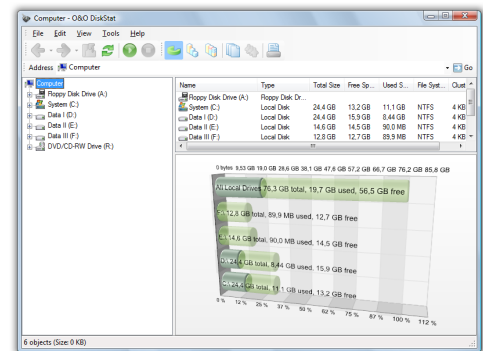 Computer - O&O DiskStat
File Edit View Tools Help
Address Computer Go
Computer
Floppy Disk Drive (A:)
System (C:)
Data I (D:)
Data II (E:)
Data III (F:)
DVD/CD-RW Drive (R:)
Name Type Total Size Free Sp... Used S... File Syst... Clust
Floppy Disk Drive (A:) Floppy Disk Dr...
System (C:) Local Disk 24,4 GB 13,2 GB 11,1 GB NTFS 4 KB
Data I (D:) Local Disk 24,4 GB 15,9 GB 8,44 GB NTFS 4 KB
Data II (E:) Local Disk 14,6 GB 14,5 GB 90,0 MB NTFS 4 KB
Data III (F:) Local Disk 12,8 GB 12,7 GB 89,9 MB NTFS 4 KB
0 bytes 9,53 GB 19,0 GB 28,6 GB 38,1 GB 47,6 GB 57,2 GB 66,7 GB 76,2 GB 85,8 GB
All Local Drives 76,3 GB total, 19,7 GB used, 56,5 GB free
12,8 GB total, 89,9 MB used, 12,7 GB free
14,6 GB total, 90,0 MB used, 14,5 GB free
24,4 GB total, 8,44 GB used, 15,9 GB free
24,4 GB total, 11,1 GB used, 13,2 GB free
0 % 12 % 25 % 37 % 50 % 62 % 75 % 87 % 100 % 112 %
6 objects (Size: 0 KB)